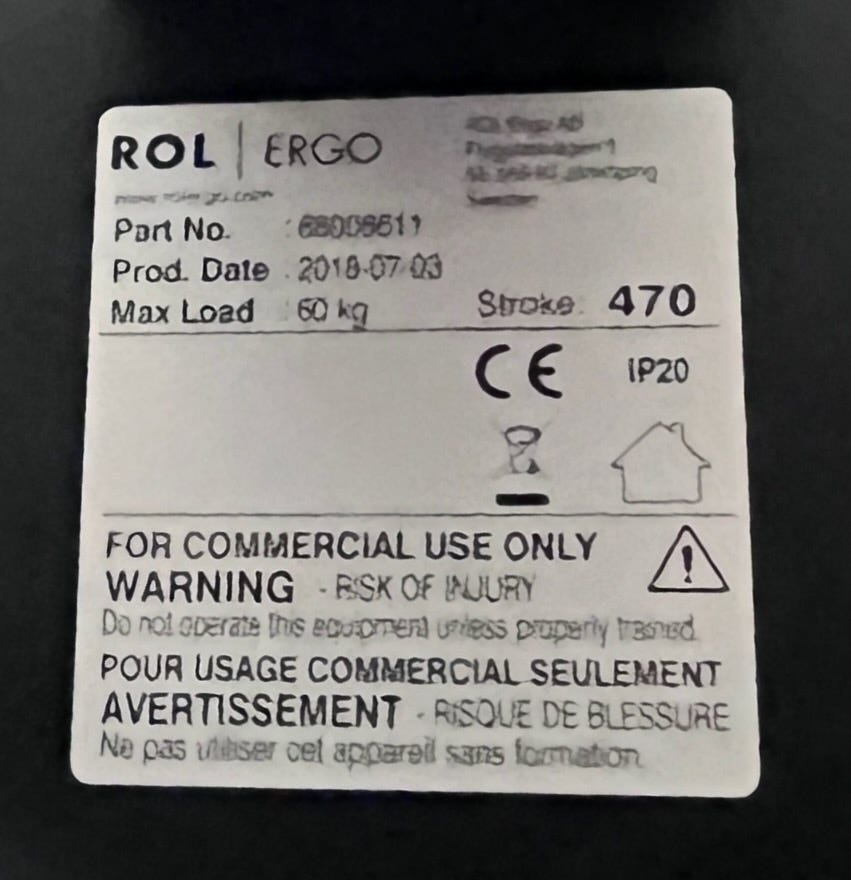 ROL | ERGO
Part No. :
Prod. Date : 2018-07-03
Max Load : 60 kg
Stroke: 470
CE IP20
FOR COMMERCIAL USE ONLY
WARNING - RISK OF INJURY
Do not operate this equipment unless properly trained.
POUR USAGE COMMERCIAL SEULEMENT
AVERTISSEMENT - RISQUE DE BLESSURE
Ne pas utiliser cet appareil sans formation